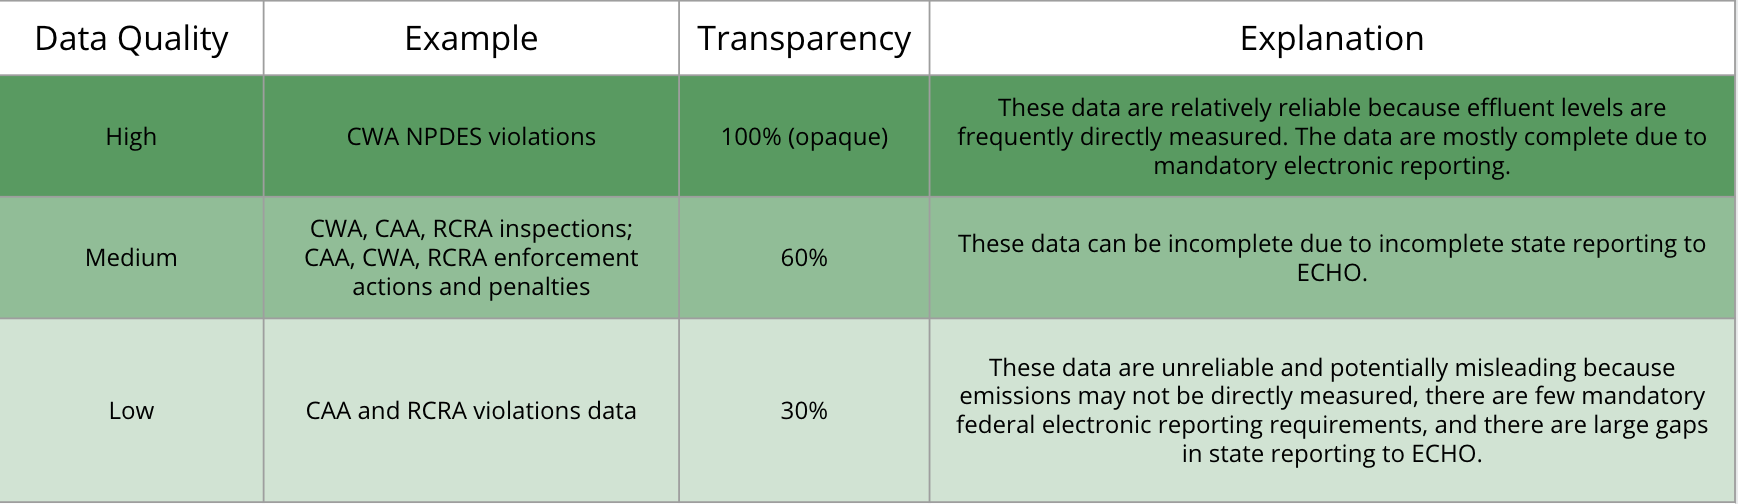 Data Quality
Example
Transparency
Explanation
High
CWA NPDES violations
100% (opaque)
These data are relatively reliable because effluent levels are
frequently directly measured. The data are mostly complete due to
mandatory electronic reporting.
Medium
CWA, CAA, RCRA inspections;
CAA, CWA, RCRA enforcement
actions and penalties
60%
These data can be incomplete due to incomplete state reporting to
ECHO.
Low
CAA and RCRA violations data
30%
These data are unreliable and potentially misleading because
emissions may not be directly measured, there are few mandatory
federal electronic reporting requirements, and there are large gaps
in state reporting to ECHO.